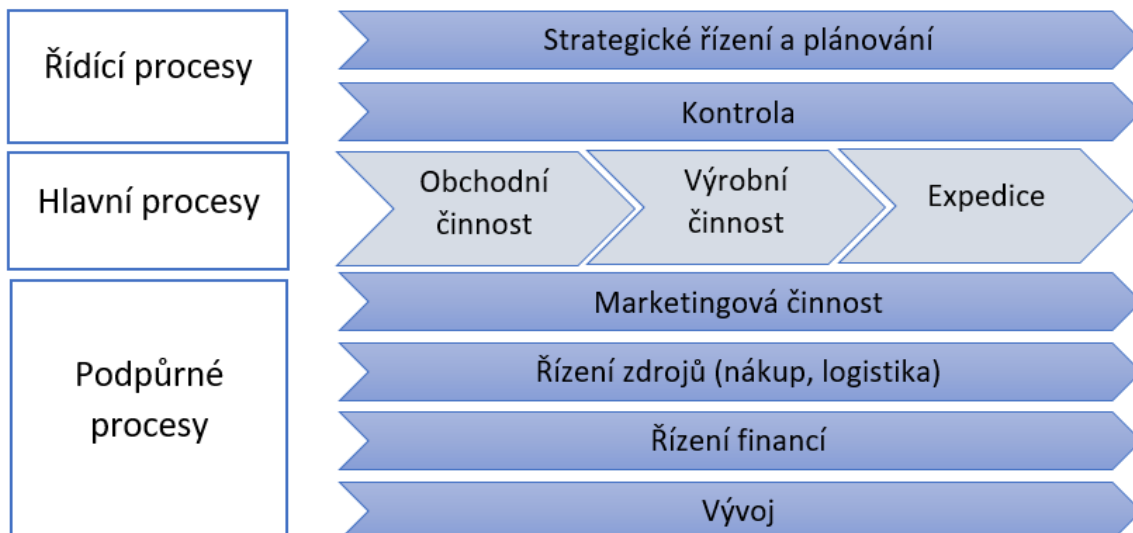 Řídící procesy
Strategické řízení a plánování
Kontrola
Hlavní procesy
Obchodní
činnost
Výrobní
činnost
Expedice
Podpůrné
procesy
Marketingová činnost
Řízení zdrojů (nákup, logistika)
Řízení financí
Vývoj